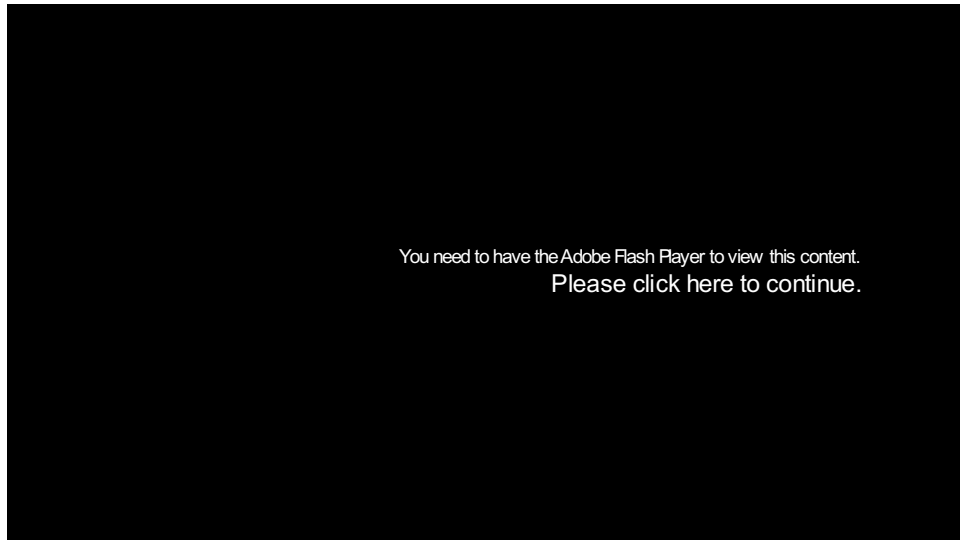 You need to have the Adobe Flash Player to view this content.
Please click here to continue.